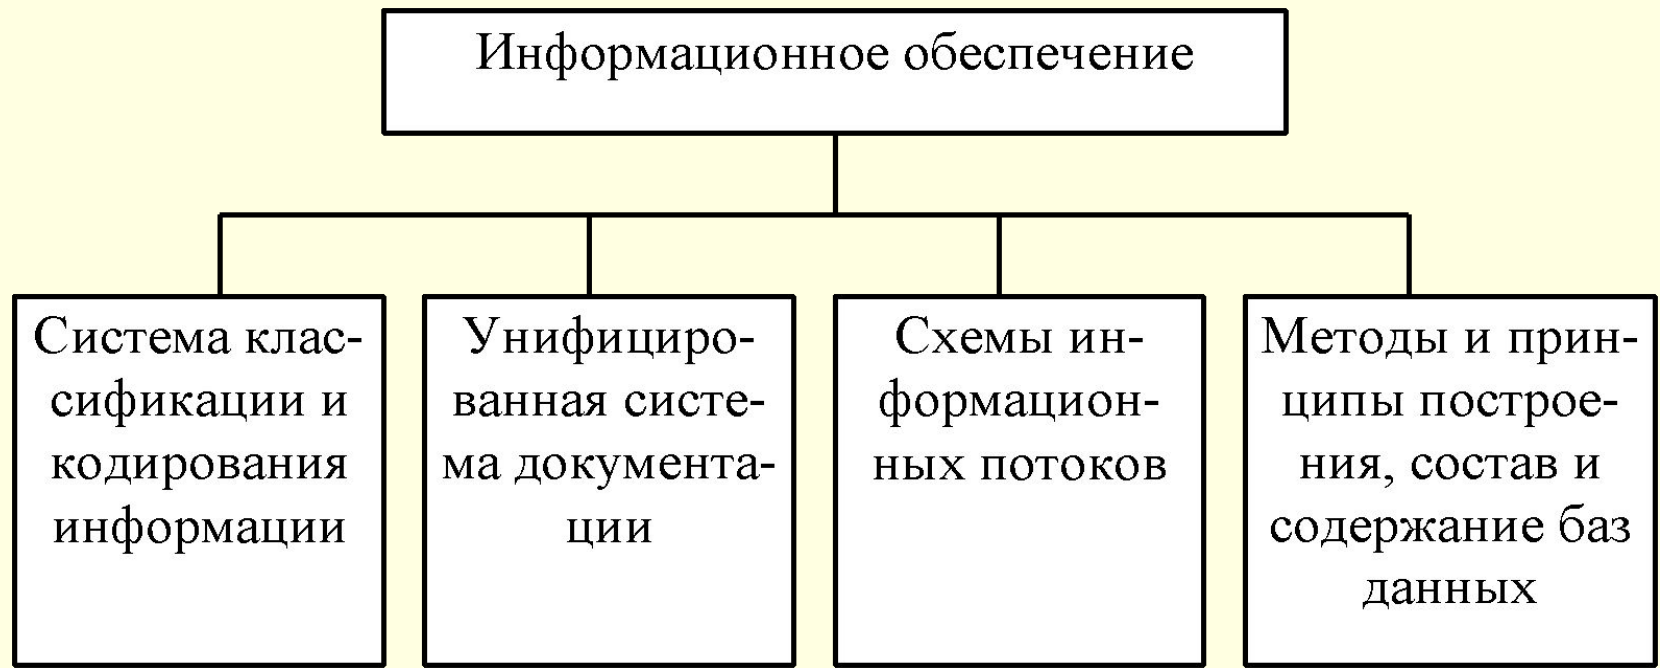 Информационное обеспечение
Система клас-
сификации и
кодирования
информации
Унифициро-
ванная систе-
ма документа-
ции
Схемы ин-
формацион-
ных потоков
Методы и прин-
ципы построе-
ния, состав и
содержание баз
данных